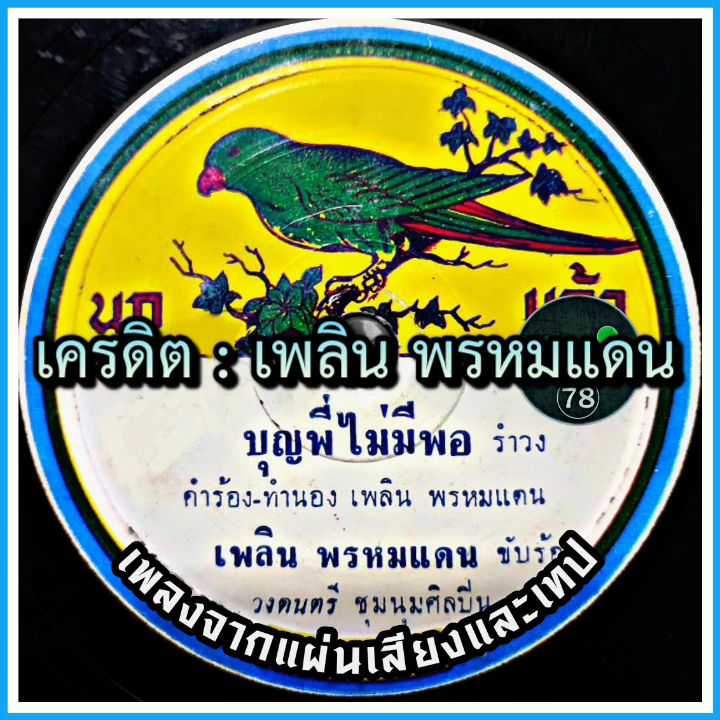 นก แก้ว
เครดิต : เพลิน พรหมแดน
78
บุญพี่ไม่มีพอ รำวง
คำร้อง-ทำนอง เพลิน พรหมแดน
เพลิน พรหมแดน ขับร้อง
วงดนตรี ชุมนุมศิลปิน
เพลงจากแผ่นเสียงและเทป